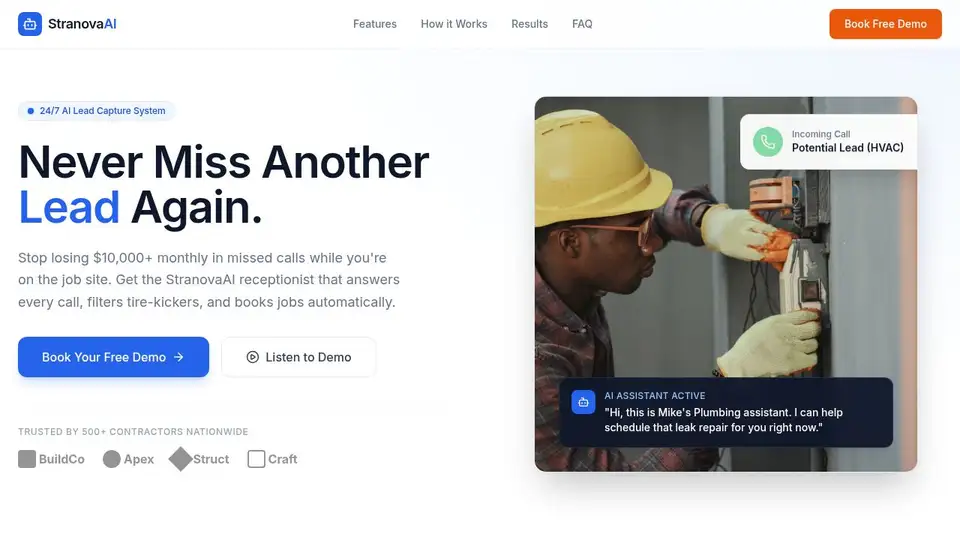 StranovaAI
Features
How it Works
Results
FAQ
Book Free Demo
24/7 AI Lead Capture System
Never Miss Another
Lead Again.
Stop losing $10,000+ monthly in missed calls while you're
on the job site. Get the StranovaAI receptionist that answers
every call, filters tire-kickers, and books jobs automatically.
Book Your Free Demo
Listen to Demo
TRUSTED BY 500+ CONTRACTORS NATIONWIDE
BuildCo
Apex
Struct
Craft
Incoming Call
Potential Lead (HVAC)
AI ASSISTANT ACTIVE
"Hi, this is Mike's Plumbing assistant. I can help
schedule that leak repair for you right now."